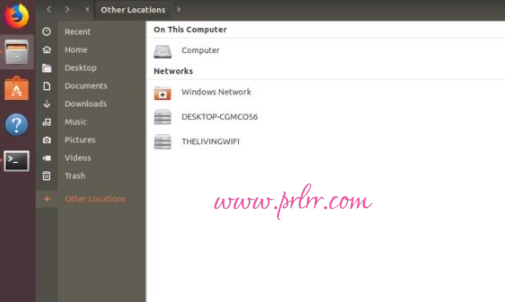 Other Locations
Recent
Home
Desktop
Documents
Downloads
Music
Pictures
Videos
Trash
Other Locations
On This Computer
Computer
Networks
Windows Network
DESKTOP-CGMCO56
THELIVINGWIFI
www.prlrr.com